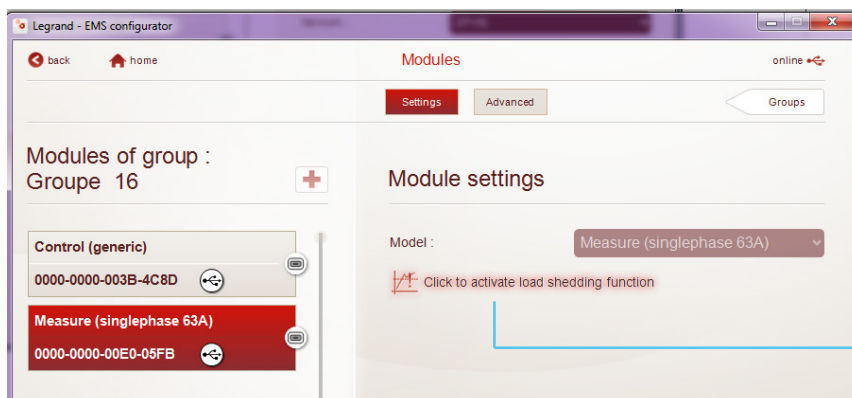 Legrand - EMS configurator
back
home
Modules
online
Settings
Advanced
Groups
Modules of group :
Groupe 16
Module settings
Control (generic)
0000-0000-003B-4C8D
Model :
Measure (singlephase 63A)
Click to activate load shedding function
Measure (singlephase 63A)
0000-0000-00E0-05FB